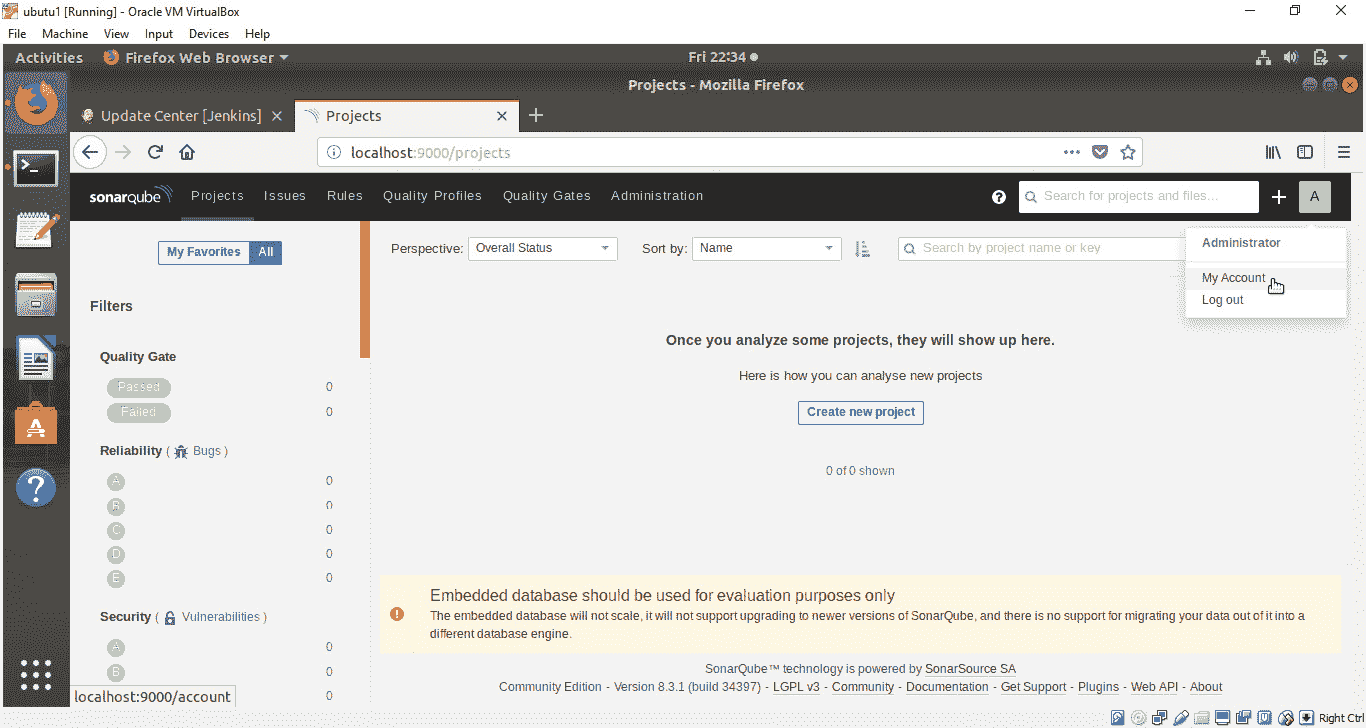 ubutu1 [Running] - Oracle VM VirtualBox
File Machine View Input Devices Help
Activities Firefox Web Browser Fri 22:34
Projects - Mozilla Firefox
Update Center [Jenkins] Projects
localhost:9000/projects
sonarqube Projects Issues Rules Quality Profiles Quality Gates Administration Search for projects and files... A
My Favorites All Perspective: Overall Status Sort by: Name Search by project name or key
Administrator
My Account
Log out
Filters
Once you analyze some projects, they will show up here.
Here is how you can analyse new projects
Create new project
0 of 0 shown
Quality Gate
Passed 0
Failed 0
Reliability ( Bugs )
A 0
B 0
C 0
D 0
E 0
Security ( Vulnerabilities )
A 0
B 0
0
Embedded database should be used for evaluation purposes only
The embedded database will not scale, it will not support upgrading to newer versions of SonarQube, and there is no support for migrating your data out of it into a
different database engine.
SonarQube™ technology is powered by SonarSource SA
Community Edition - Version 8.3.1 (build 34397) - LGPL v3 - Community - Documentation - Get Support - Plugins - Web API - About
localhost:9000/account
Right Ctrl